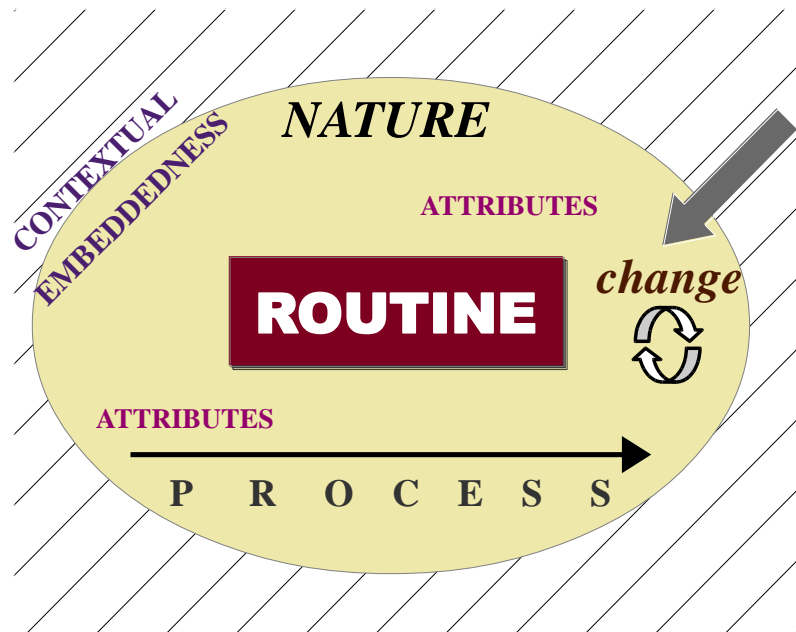 NATURE
CONTEXTUAL
EMBEDDEDNESS
ATTRIBUTES
change
ROUTINE
ATTRIBUTES
P R O C E S S